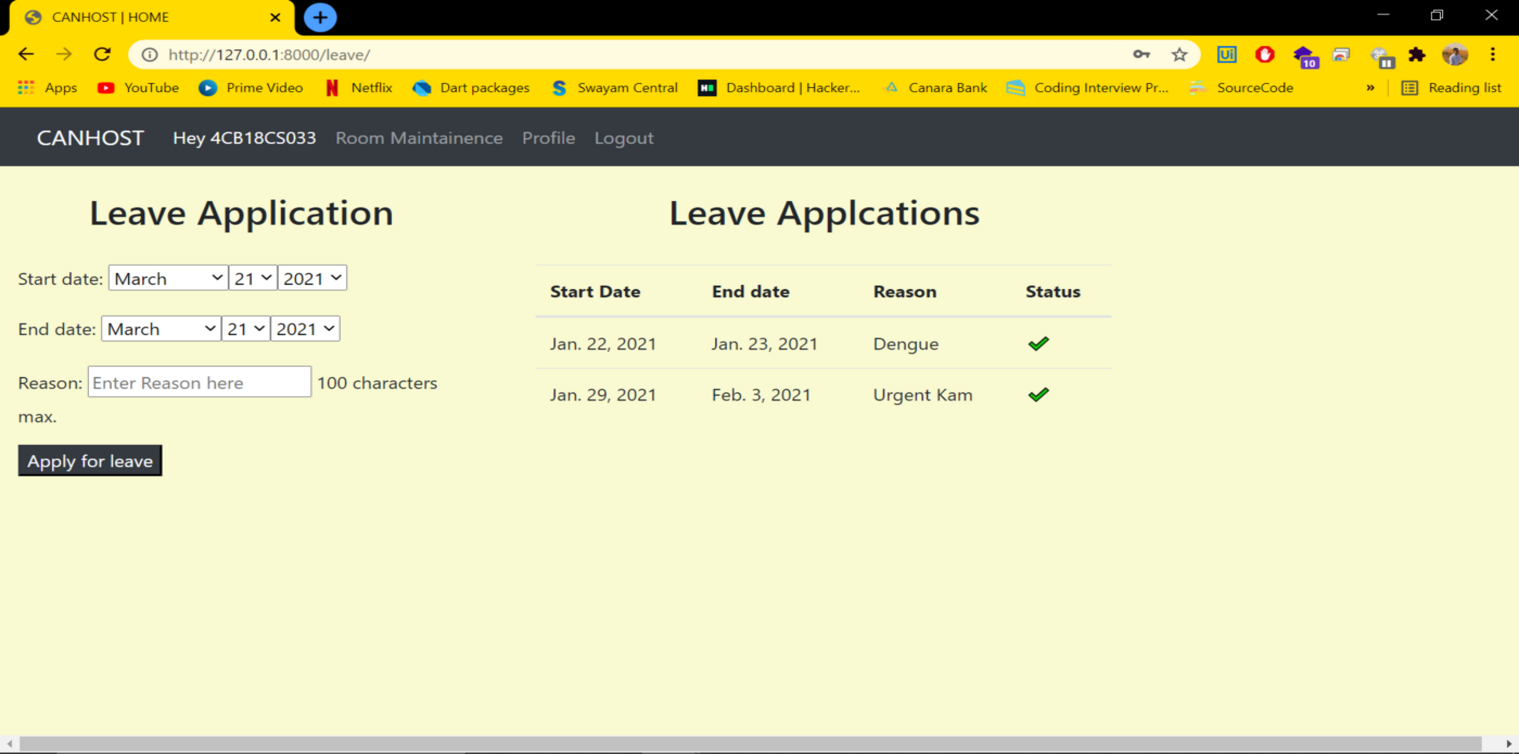 CANHOST | HOME
http://127.0.0.1:8000/leave/
Ui
10
Apps YouTube Prime Video Netflix Dart packages Swayam Central Dashboard | Hacker... Canara Bank Coding Interview Pr... SourceCode » Reading list
CANHOST Hey 4CB18CS033 Room Maintainence Profile Logout
Leave Application
Start date: March 21 2021
End date: March 21 2021
Reason: Enter Reason here 100 characters
max.
Apply for leave
Leave Applcations
Start Date End date Reason Status
Jan. 22, 2021 Jan. 23, 2021 Dengue
Jan. 29, 2021 Feb. 3, 2021 Urgent Kam